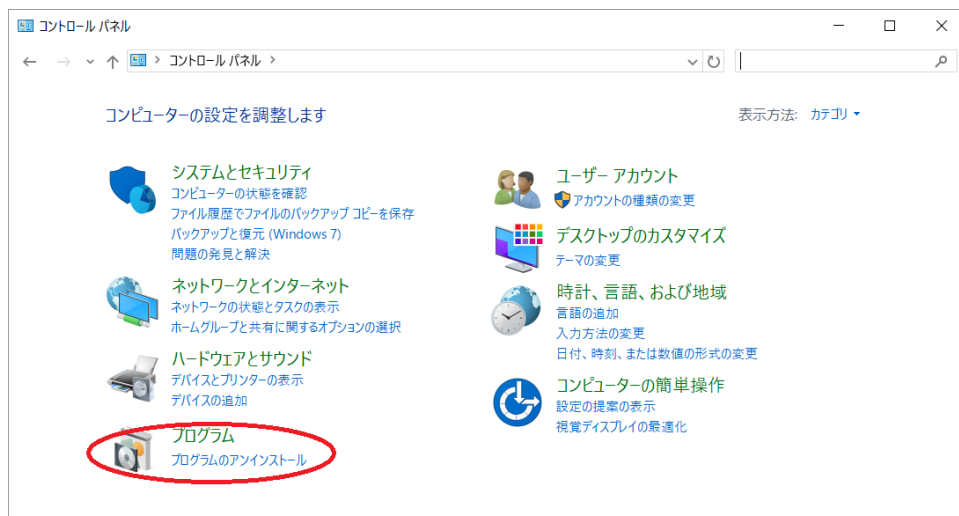 コントロール パネル
コントロール パネル
コンピューターの設定を調整します
表示方法: カテゴリ
システムとセキュリティ
コンピューターの状態を確認
ファイル履歴でファイルのバックアップ コピーを保存
バックアップと復元 (Windows 7)
問題の発見と解決
ネットワークとインターネット
ネットワークの状態とタスクの表示
ホームグループと共有に関するオプションの選択
ハードウェアとサウンド
デバイスとプリンターの表示
デバイスの追加
プログラム
プログラムのアンインストール
ユーザー アカウント
アカウントの種類の変更
デスクトップのカスタマイズ
テーマの変更
時計、言語、および地域
言語の追加
入力方法の変更
日付、時刻、または数値の形式の変更
コンピューターの簡単操作
設定の提案の表示
視覚ディスプレイの最適化